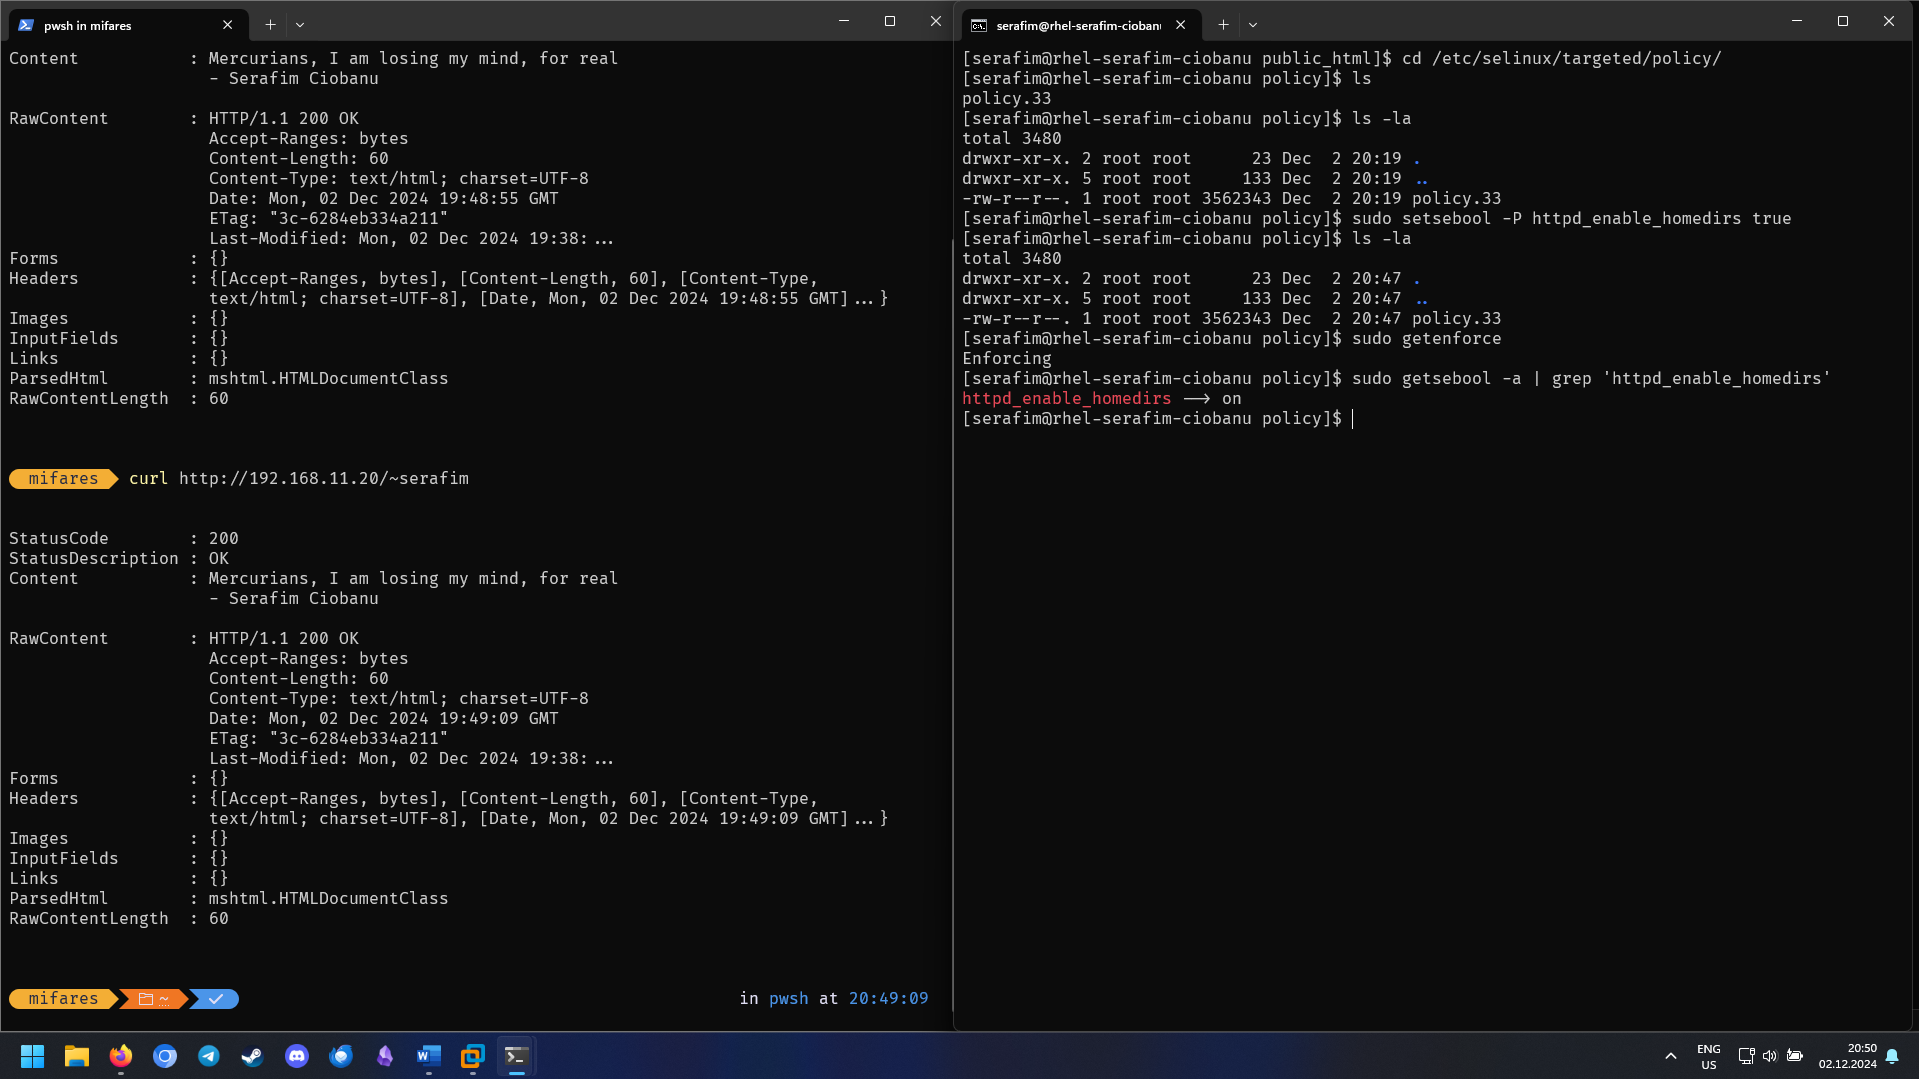 pwsh in mifares
Content            : Mercurians, I am losing my mind, for real
                     - Serafim Ciobanu
RawContent         : HTTP/1.1 200 OK
                     Accept-Ranges: bytes
                     Content-Length: 60
                     Content-Type: text/html; charset=UTF-8
                     Date: Mon, 02 Dec 2024 19:48:55 GMT
                     ETag: "3c-6284eb334a211"
                     Last-Modified: Mon, 02 Dec 2024 19:38:...
Forms              : {}
Headers            : {[Accept-Ranges, bytes], [Content-Length, 60], [Content-Type,
                     text/html; charset=UTF-8], [Date, Mon, 02 Dec 2024 19:48:55 GMT]...}
Images             : {}
InputFields        : {}
Links              : {}
ParsedHtml         : mshtml.HTMLDocumentClass
RawContentLength   : 60
mifares curl http://192.168.11.20/~serafim
StatusCode         : 200
StatusDescription  : OK
Content            : Mercurians, I am losing my mind, for real
                     - Serafim Ciobanu
RawContent         : HTTP/1.1 200 OK
                     Accept-Ranges: bytes
                     Content-Length: 60
                     Content-Type: text/html; charset=UTF-8
                     Date: Mon, 02 Dec 2024 19:49:09 GMT
                     ETag: "3c-6284eb334a211"
                     Last-Modified: Mon, 02 Dec 2024 19:38:...
Forms              : {}
Headers            : {[Accept-Ranges, bytes], [Content-Length, 60], [Content-Type,
                     text/html; charset=UTF-8], [Date, Mon, 02 Dec 2024 19:49:09 GMT]...}
Images             : {}
InputFields        : {}
Links              : {}
ParsedHtml         : mshtml.HTMLDocumentClass
RawContentLength   : 60
mifares ~ in pwsh at 20:49:09
serafim@rhel-serafim-cioban
[serafim@rhel-serafim-ciobanu public_html]$ cd /etc/selinux/targeted/policy/
[serafim@rhel-serafim-ciobanu policy]$ ls
policy.33
[serafim@rhel-serafim-ciobanu policy]$ ls -la
total 3480
drwxr-xr-x. 2 root root      23 Dec  2 20:19 .
drwxr-xr-x. 5 root root     133 Dec  2 20:19 ..
-rw-r--r--. 1 root root 3562343 Dec  2 20:19 policy.33
[serafim@rhel-serafim-ciobanu policy]$ sudo setsebool -P httpd_enable_homedirs true
[serafim@rhel-serafim-ciobanu policy]$ ls -la
total 3480
drwxr-xr-x. 2 root root      23 Dec  2 20:47 .
drwxr-xr-x. 5 root root     133 Dec  2 20:47 ..
-rw-r--r--. 1 root root 3562343 Dec  2 20:47 policy.33
[serafim@rhel-serafim-ciobanu policy]$ sudo getenforce
Enforcing
[serafim@rhel-serafim-ciobanu policy]$ sudo getsebool -a | grep 'httpd_enable_homedirs'
httpd_enable_homedirs --> on
[serafim@rhel-serafim-ciobanu policy]$
ENG
US
20:50
02.12.2024